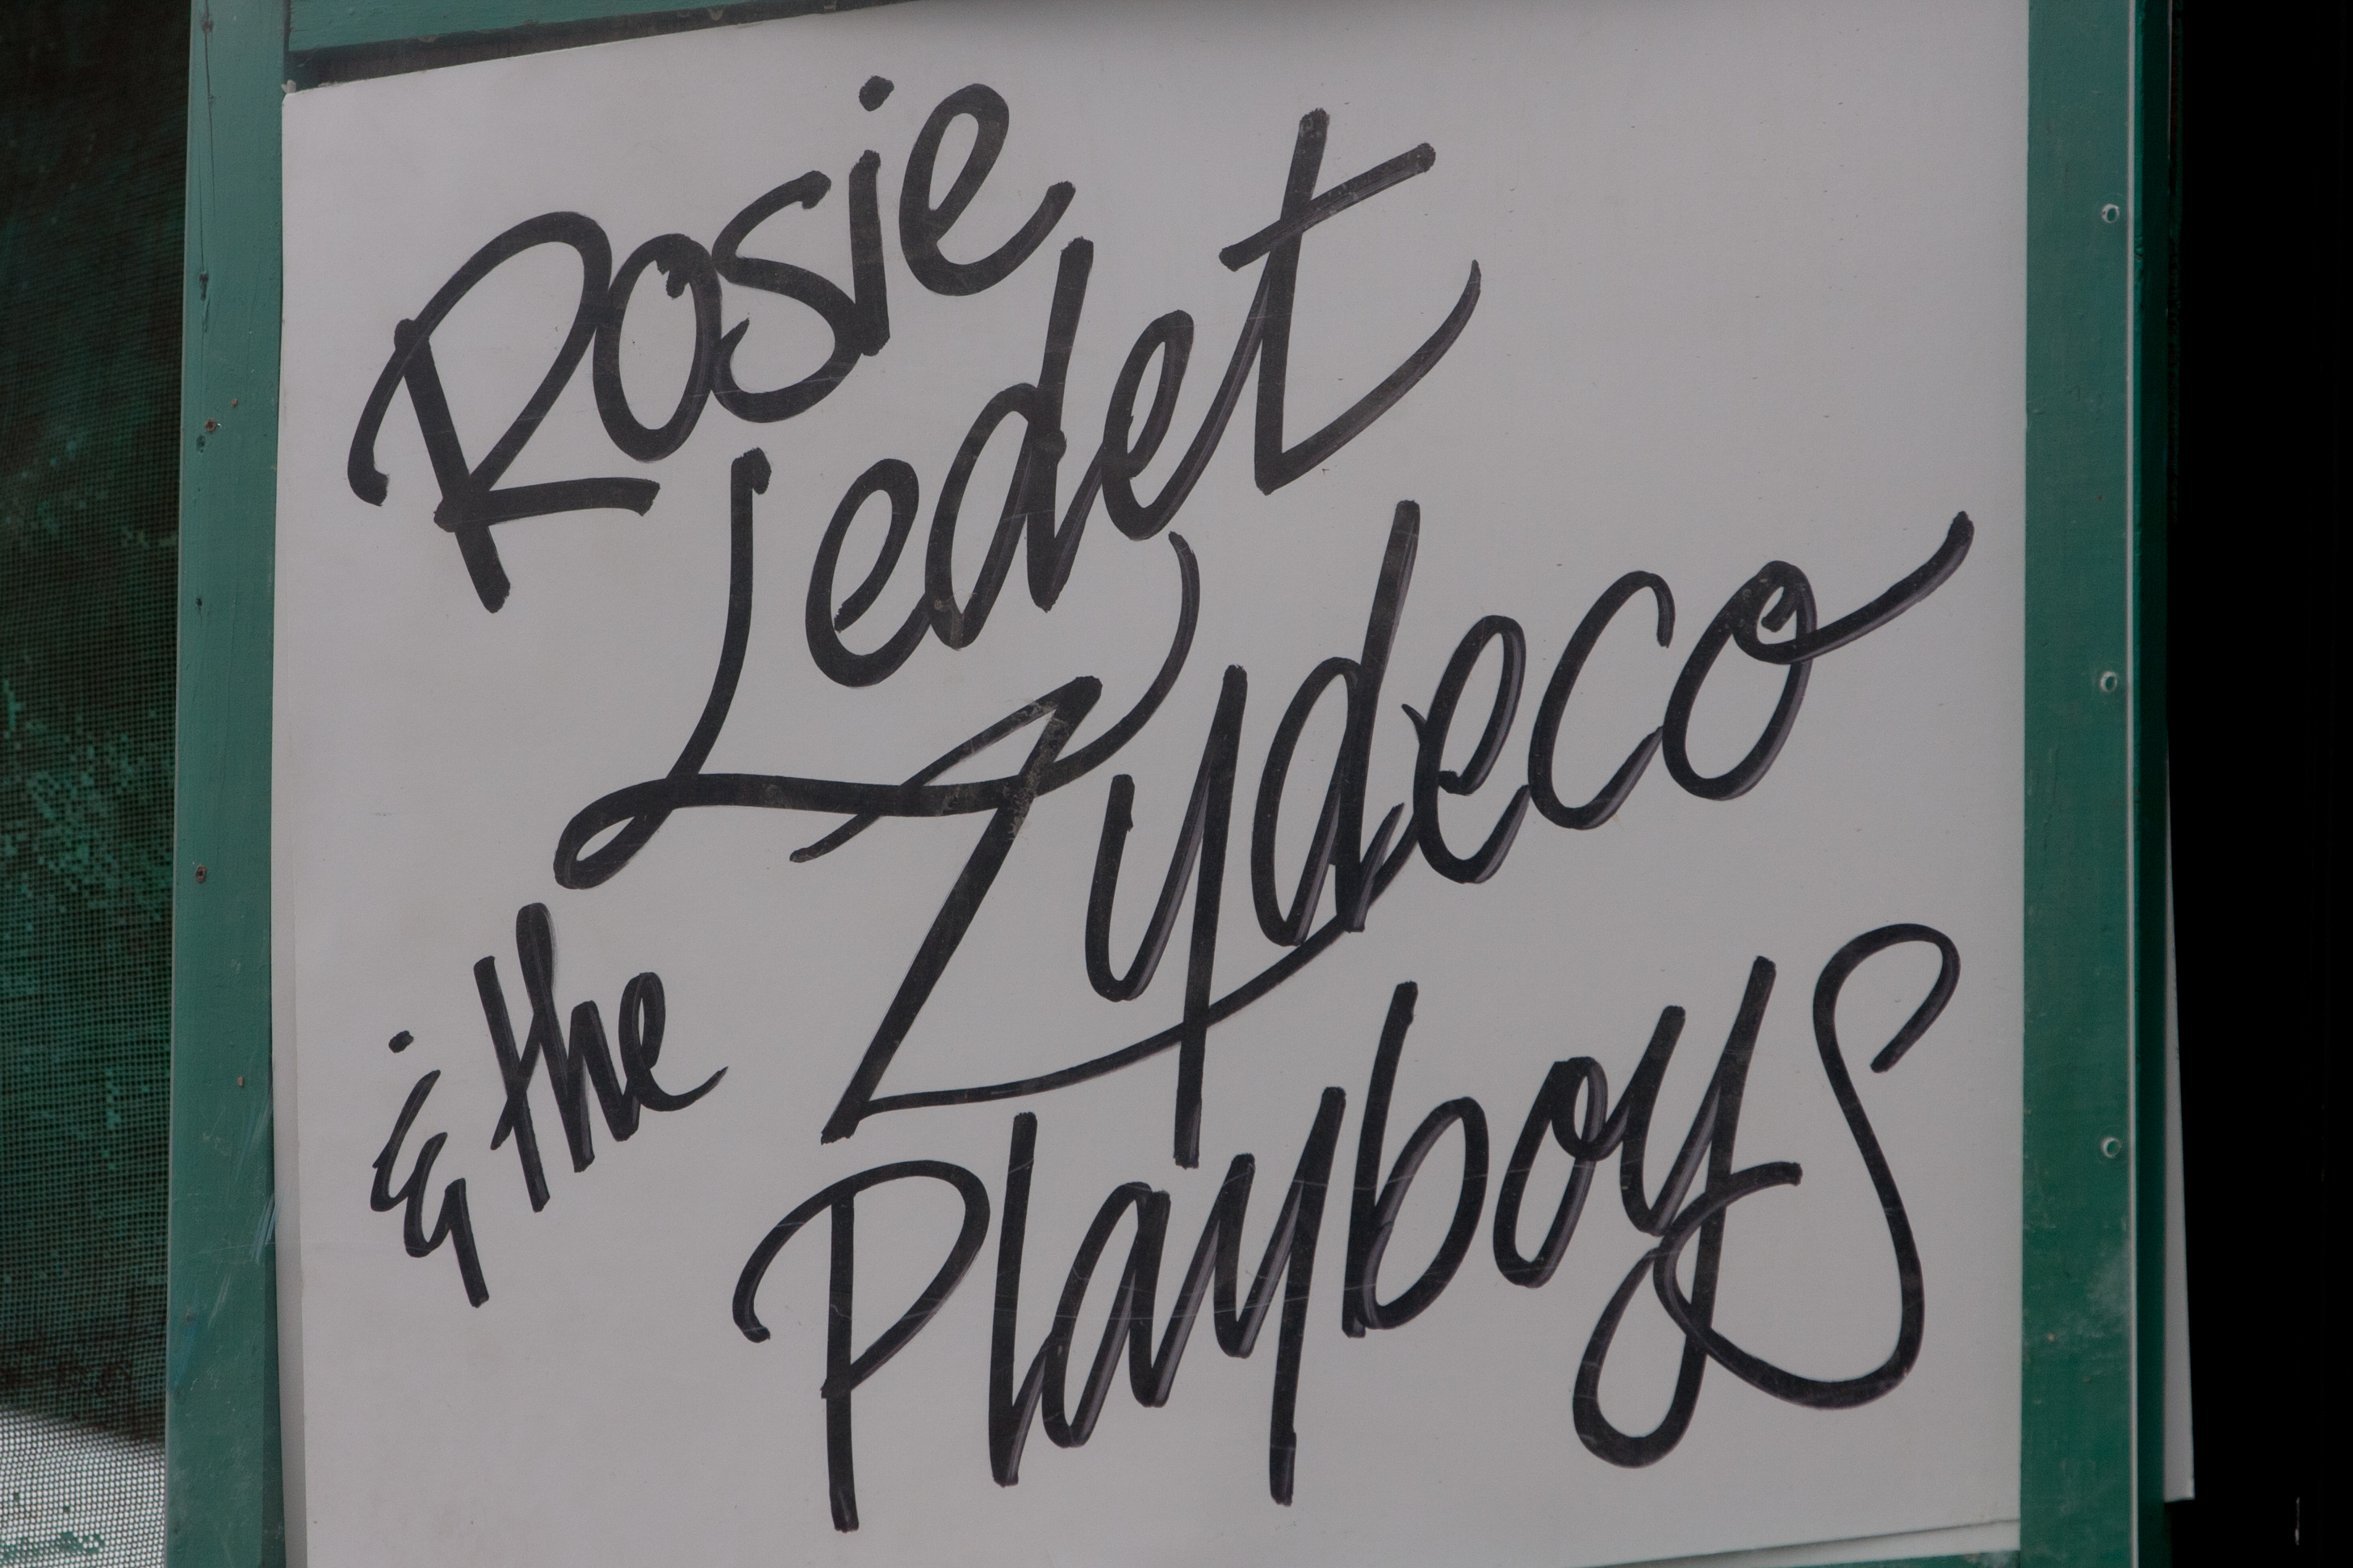 Rosie
Ledet
& the Zydeco
Playboys